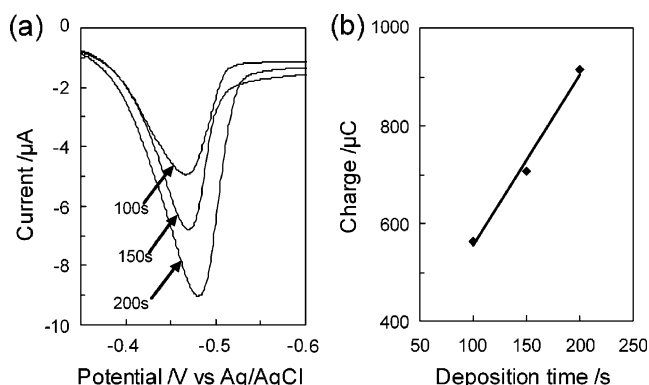 (a)
0
-2
-4
-6
-8
-10
Current /µA
100s
150s
200s
-0.4
-0.5
-0.6
Potential /V vs Ag/AgCl
(b)
1000
800
600
400
Charge /µC
50
100
150
200
250
Deposition time /s